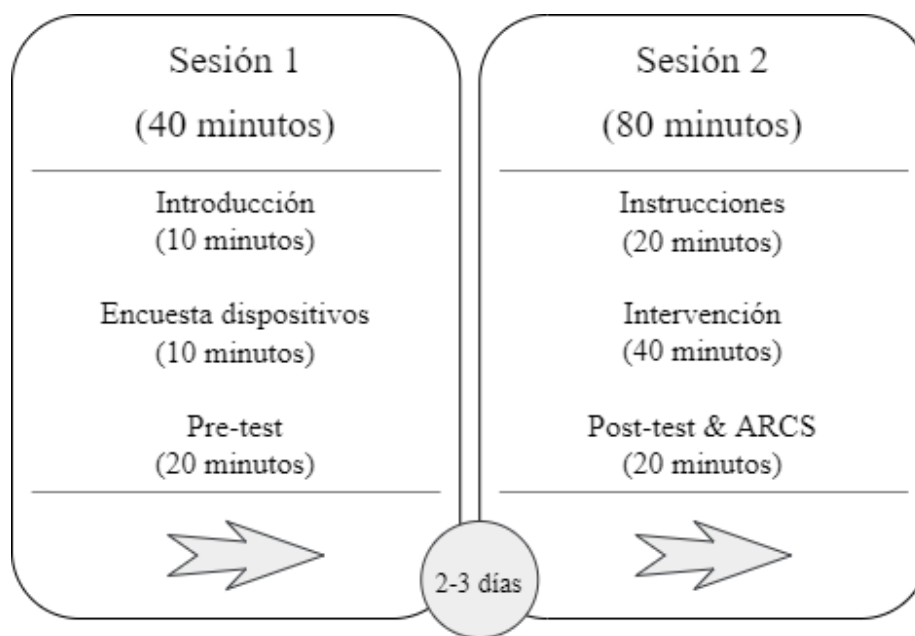 Sesión 1
(40 minutos)
Introducción
(10 minutos)
Encuesta dispositivos
(10 minutos)
Pre-test
(20 minutos)
Sesión 2
(80 minutos)
Instrucciones
(20 minutos)
Intervención
(40 minutos)
Post-test & ARCS
(20 minutos)
2-3 días